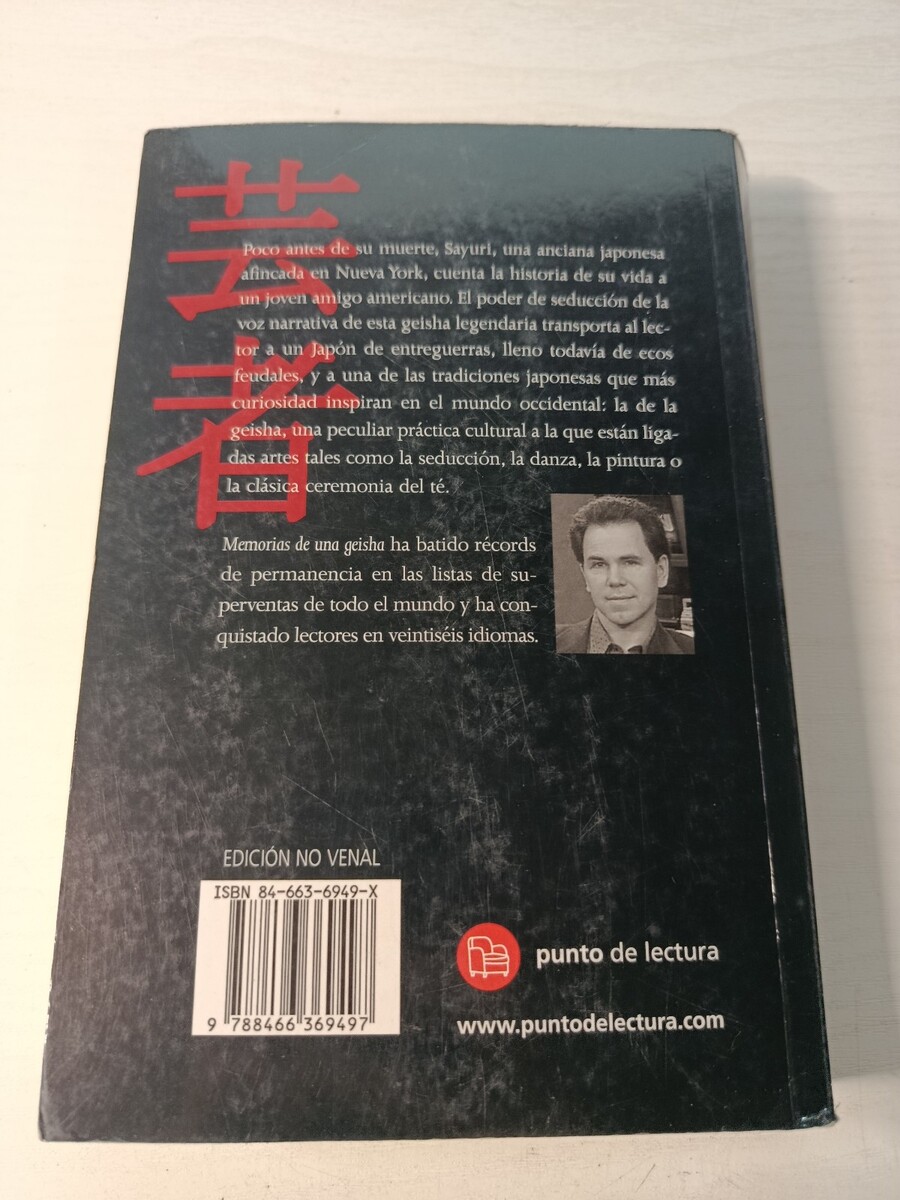 芸者
Poco antes de su muerte, Sayuri, una anciana japonesa
afincada en Nueva York, cuenta la historia de su vida a
un joven amigo americano. El poder de seducción de la
voz narrativa de esta geisha legendaria transporta al lec-
tor a un Japón de entreguerras, lleno todavía de ecos
feudales, y a una de las tradiciones japonesas que más
curiosidad inspiran en el mundo occidental: la de la
geisha, una peculiar práctica cultural a la que están liga-
das artes tales como la seducción, la danza, la pintura o
la clásica ceremonia del té.
Memorias de una geisha ha batido récords
de permanencia en las listas de su-
perventas de todo el mundo y ha con-
quistado lectores en veintiséis idiomas.
EDICIÓN NO VENAL
ISBN 84-663-6949-X
9 788466 369497
punto de lectura
www.puntodelectura.com